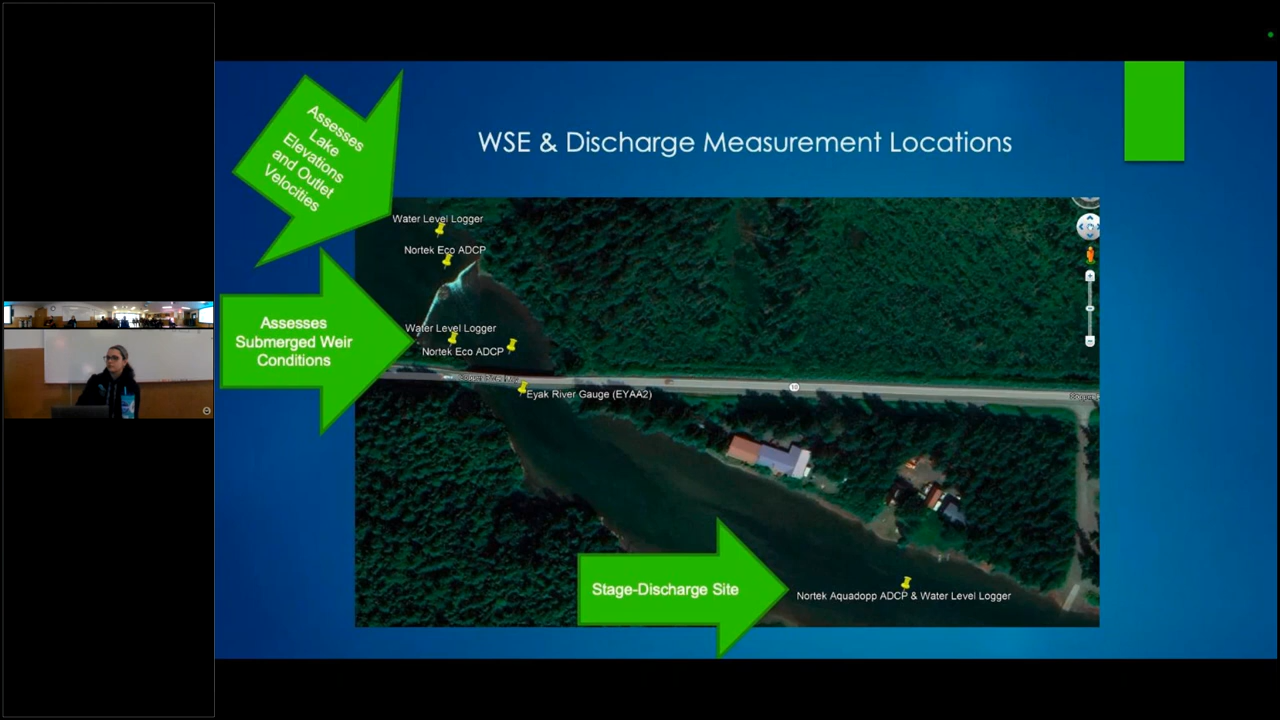 WSE & Discharge Measurement Locations
Assesses
Lake
Elevations
and Outlet
Velocities
Water Level Logger
Nortek Eco ADCP
Assesses
Submerged Weir
Conditions
Water Level Logger
Nortek Eco ADCP
10
Eyak River Gauge (EYAA2)
Stage-Discharge Site
Nortek Aquadopp ADCP & Water Level Logger